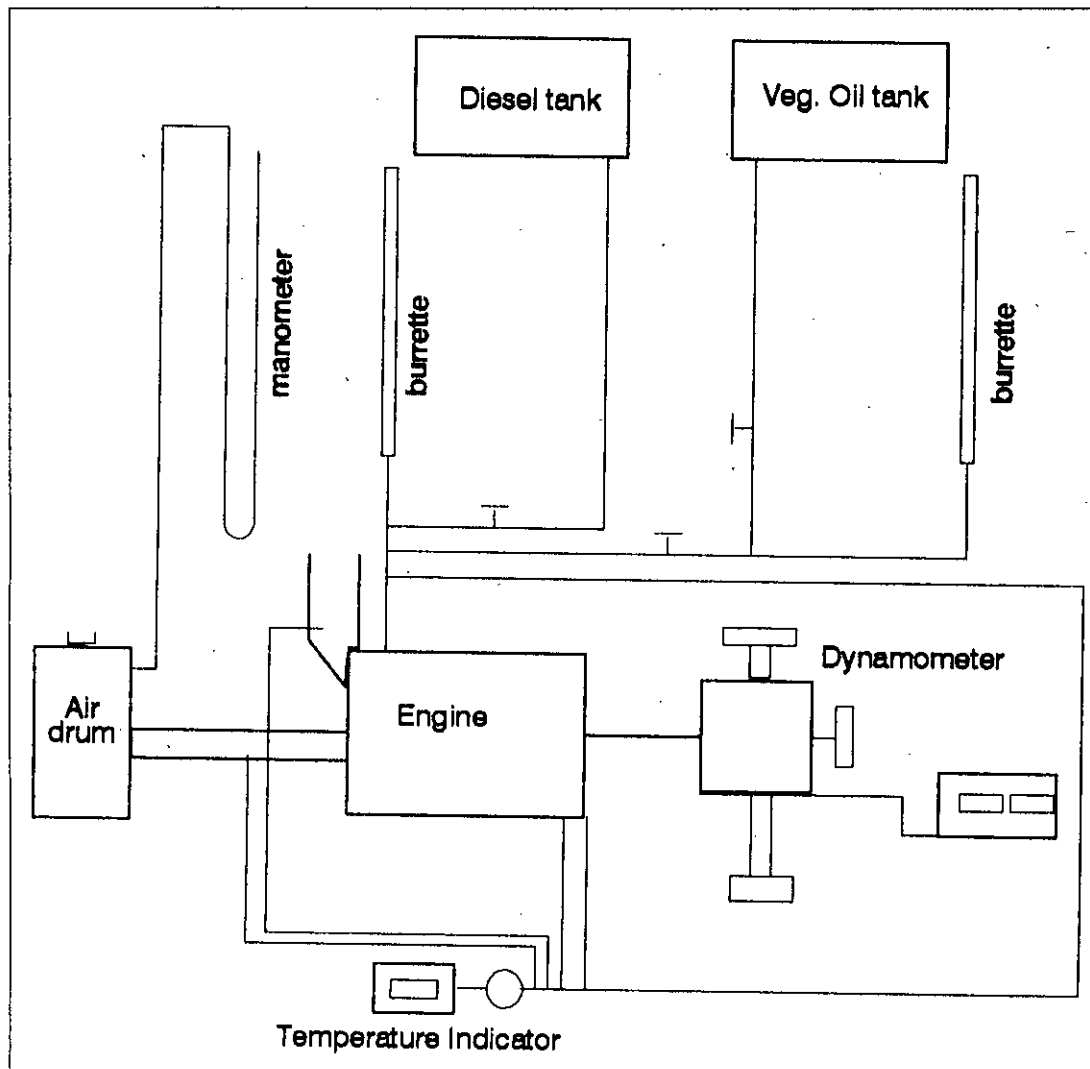 Diesel tank
Veg. Oil tank
manometer
burrette
burrette
Dynamometer
Air
drum
Engine
Temperature Indicator